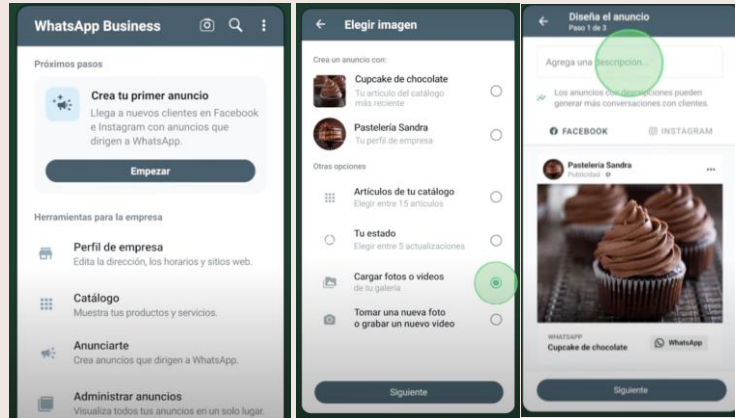 WhatsApp Business
Próximos pasos
Crea tu primer anuncio
Llega a nuevos clientes en Facebook
e Instagram con anuncios que
dirigen a WhatsApp.
Empezar
Herramientas para la empresa
Perfil de empresa
Edita la dirección, los horarios y sitios web.
Catálogo
Muestra tus productos y servicios.
Anunciarte
Crea anuncios que dirigen a WhatsApp.
Administrar anuncios
Visualiza todos tus anuncios en un solo lugar.
Elegir imagen
Crea un anuncio con:
Cupcake de chocolate
Tu artículo del catálogo
más reciente
Pastelería Sandra
Tu perfil de empresa
Otras opciones
Artículos de tu catálogo
Elegir entre 15 artículos
Tu estado
Elegir entre 5 actualizaciones
Cargar fotos o videos
de tu galería
Tomar una nueva foto
o grabar un nuevo video
Siguiente
Diseña el anuncio
Paso 1 de 3
Agrega una descripción...
Los anuncios con descripciones pueden
generar más conversaciones con clientes.
FACEBOOK
INSTAGRAM
Pastelería Sandra
Publicidad
WHATSAPP
Cupcake de chocolate
WhatsApp
Siguiente